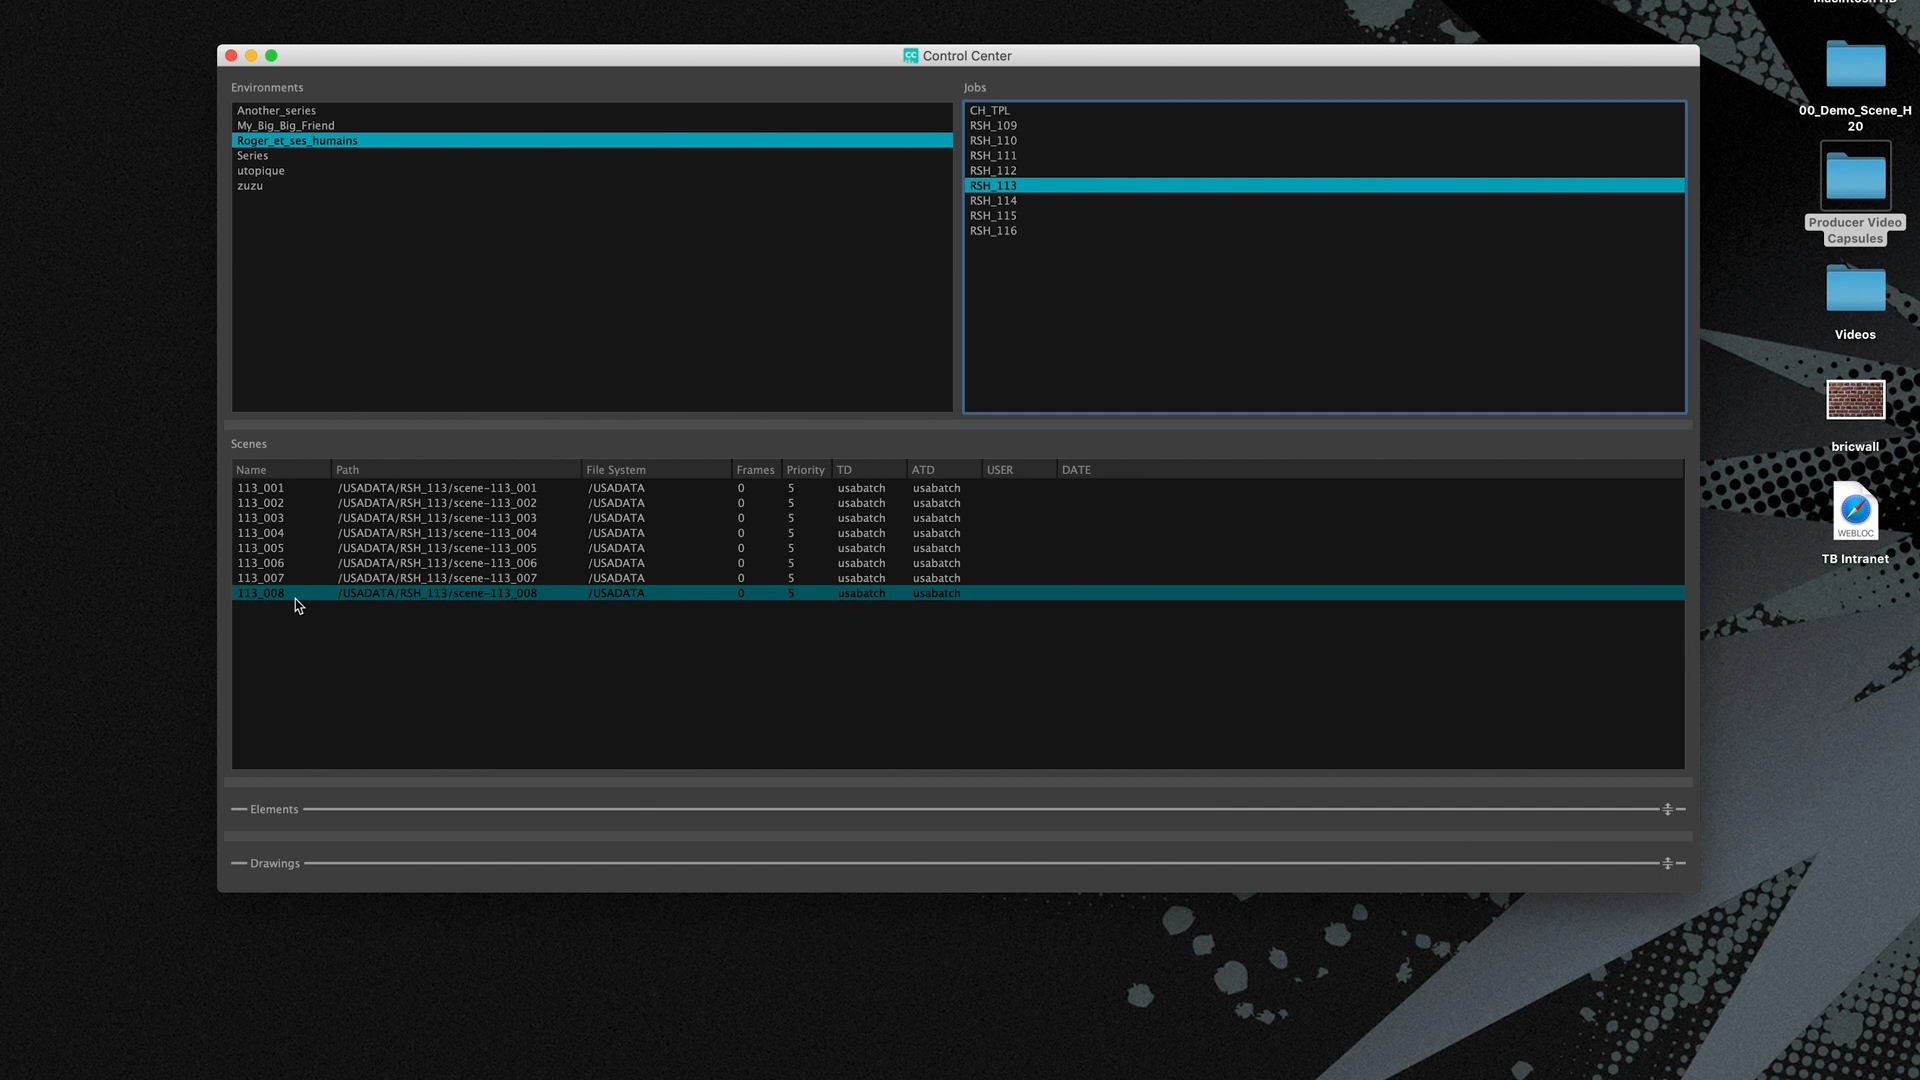 Control Center
Environments
Another_series
My_Big_Big_Friend
Roger_et_ses_humains
Series
utopique
zuzu
Jobs
CH_TPL
RSH_109
RSH_110
RSH_111
RSH_112
RSH_113
RSH_114
RSH_115
RSH_116
Scenes
Name Path File System Frames Priority TD ATD USER DATE
113_001 /USADATA/RSH_113/scene-113_001 /USADATA 0 5 usabatch usabatch
113_002 /USADATA/RSH_113/scene-113_002 /USADATA 0 5 usabatch usabatch
113_003 /USADATA/RSH_113/scene-113_003 /USADATA 0 5 usabatch usabatch
113_004 /USADATA/RSH_113/scene-113_004 /USADATA 0 5 usabatch usabatch
113_005 /USADATA/RSH_113/scene-113_005 /USADATA 0 5 usabatch usabatch
113_006 /USADATA/RSH_113/scene-113_006 /USADATA 0 5 usabatch usabatch
113_007 /USADATA/RSH_113/scene-113_007 /USADATA 0 5 usabatch usabatch
113_008 /USADATA/RSH_113/scene-113_008 /USADATA 0 5 usabatch usabatch
Elements
Drawings
00_Demo_Scene_H
20
Producer Video
Capsules
Videos
bricwall
WEBLOC
TB Intranet